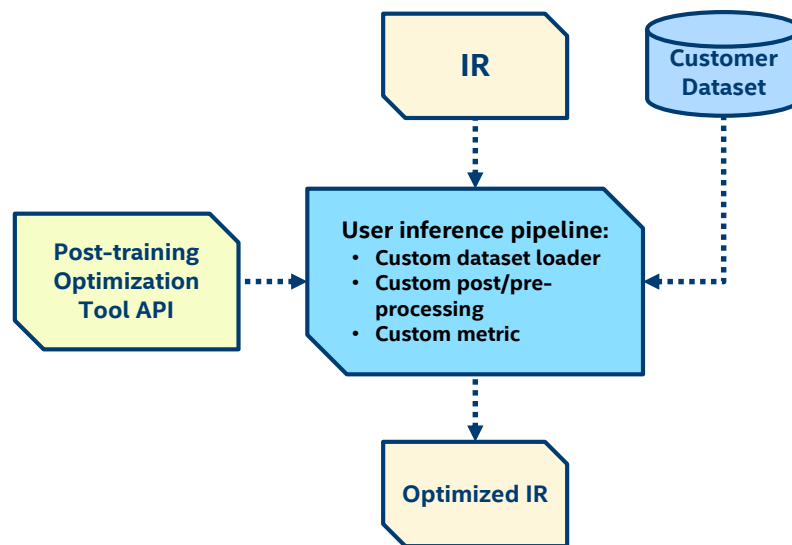 IR
Customer
Dataset
Post-training
Optimization
Tool API
User inference pipeline:
• Custom dataset loader
• Custom post/pre-
processing
• Custom metric
Optimized IR